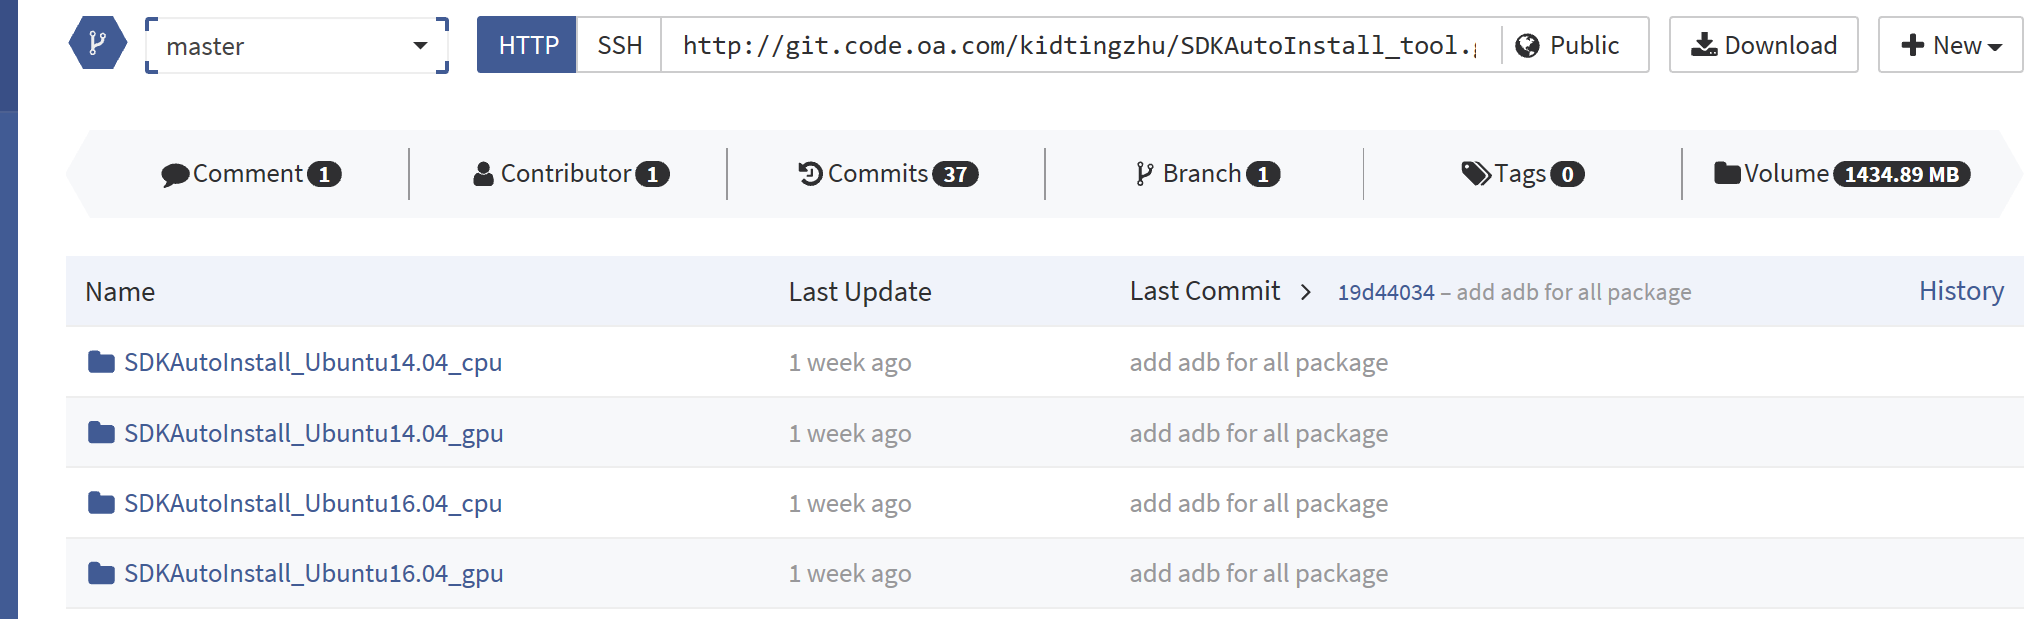 master HTTP SSH http://git.code.oa.com/kidtingzhu/SDKAutoInstall_tool. Public Download New
Comment 1 Contributor 1 Commits 37 Branch 1 Tags 0 Volume 1434.89 MB
Name Last Update Last Commit > 19d44034 – add adb for all package History
SDKAutoInstall_Ubuntu14.04_cpu 1 week ago add adb for all package
SDKAutoInstall_Ubuntu14.04_gpu 1 week ago add adb for all package
SDKAutoInstall_Ubuntu16.04_cpu 1 week ago add adb for all package
SDKAutoInstall_Ubuntu16.04_gpu 1 week ago add adb for all package